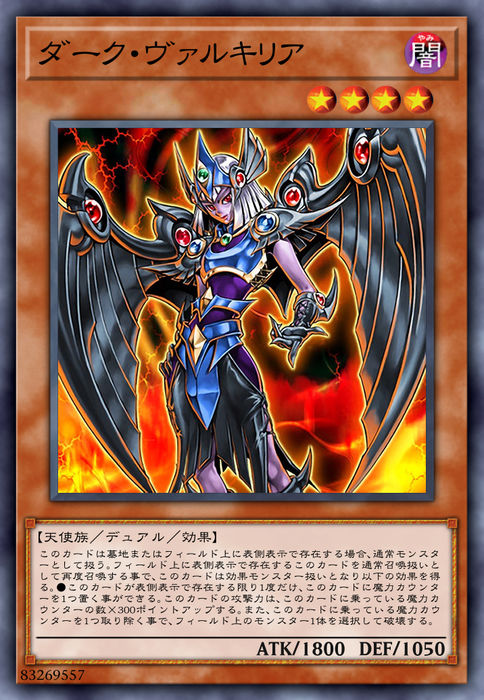 ダーク・ヴァルキリア
やみ
闇
【天使族／デュアル／効果】
このカードは墓地またはフィールド上に表側表示で存在する場合、通常モンスタ
ーとして扱う。フィールド上に表側表示で存在するこのカードを通常召喚扱いと
して再度召喚する事で、このカードは効果モンスター扱いとなり以下の効果を得
る。●このカードが表側表示で存在する限り1度だけ、このカードに魔力カウンタ
ーを1つ置く事ができる。このカードの攻撃力は、このカードに乗っている魔力カ
ウンターの数×300ポイントアップする。また、このカードに乗っている魔力カウ
ンターを1つ取り除く事で、フィールド上のモンスター1体を選択して破壊する。
ATK/1800 DEF/1050
83269557